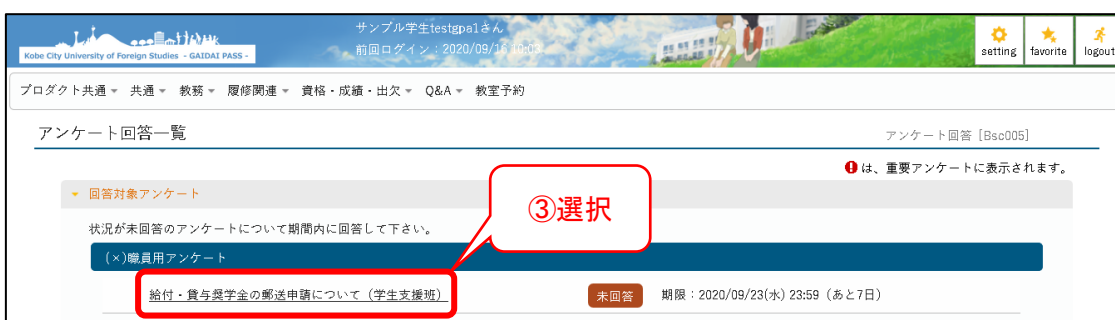 サンプル学生testgpa1さん
前回ログイン：2020/09/16 10:03
Kobe City University of Foreign Studies - GAIDAI PASS -
setting favorite logout
プロダクト共通 共通 教務 履修関連 資格・成績・出欠 Q&A 教室予約
アンケート回答一覧
アンケート回答 [Bsc005]
は、重要アンケートに表示されます。
回答対象アンケート
③選択
状況が未回答のアンケートについて期間内に回答して下さい。
(×)職員用アンケート
給付・貸与奨学金の郵送申請について（学生支援班）
未回答 期限：2020/09/23(水) 23:59（あと7日）